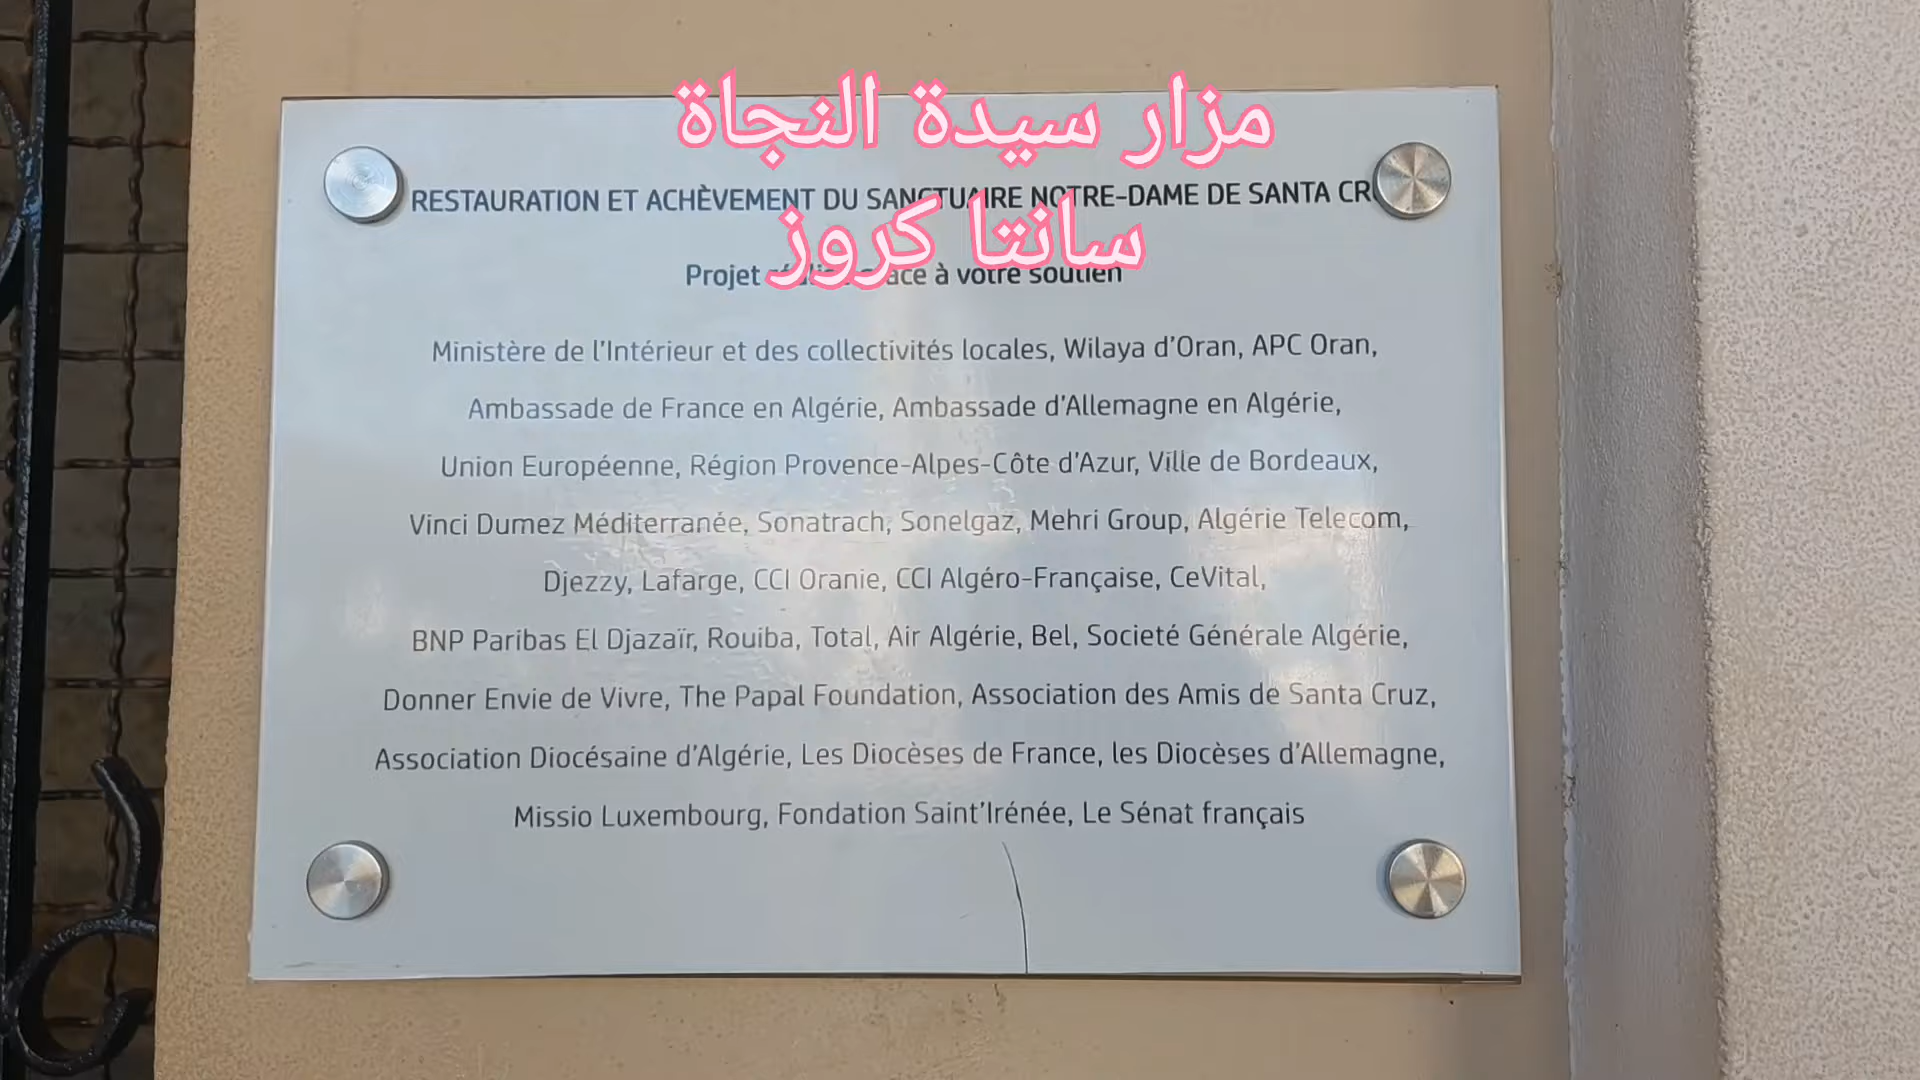 مزار سيدة النجاة
سانتا كروز
RESTAURATION ET ACHÈVEMENT DU SANCTUAIRE NOTRE-DAME DE SANTA
Projet à votre soutien
Ministère de l'Intérieur et des collectivités locales, Wilaya d'Oran, APC Oran,
Ambassade de France en Algérie, Ambassade d'Allemagne en Algérie,
Union Européenne, Région Provence-Alpes-Côte d'Azur, Ville de Bordeaux,
Vinci Dumez Méditerranée, Sonatrach, Sonelgaz, Mehri Group, Algérie Telecom,
Djezzy, Lafarge, CCI Oranie, CCI Algéro-Française, CeVital,
BNP Paribas El Djazaïr, Rouiba, Total, Air Algérie, Bel, Societé Générale Algérie,
Donner Envie de Vivre, The Papal Foundation, Association des Amis de Santa Cruz,
Association Diocésaine d'Algérie, Les Diocèses de France, les Diocèses d'Allemagne,
Missio Luxembourg, Fondation Saint'Irénée, Le Sénat français